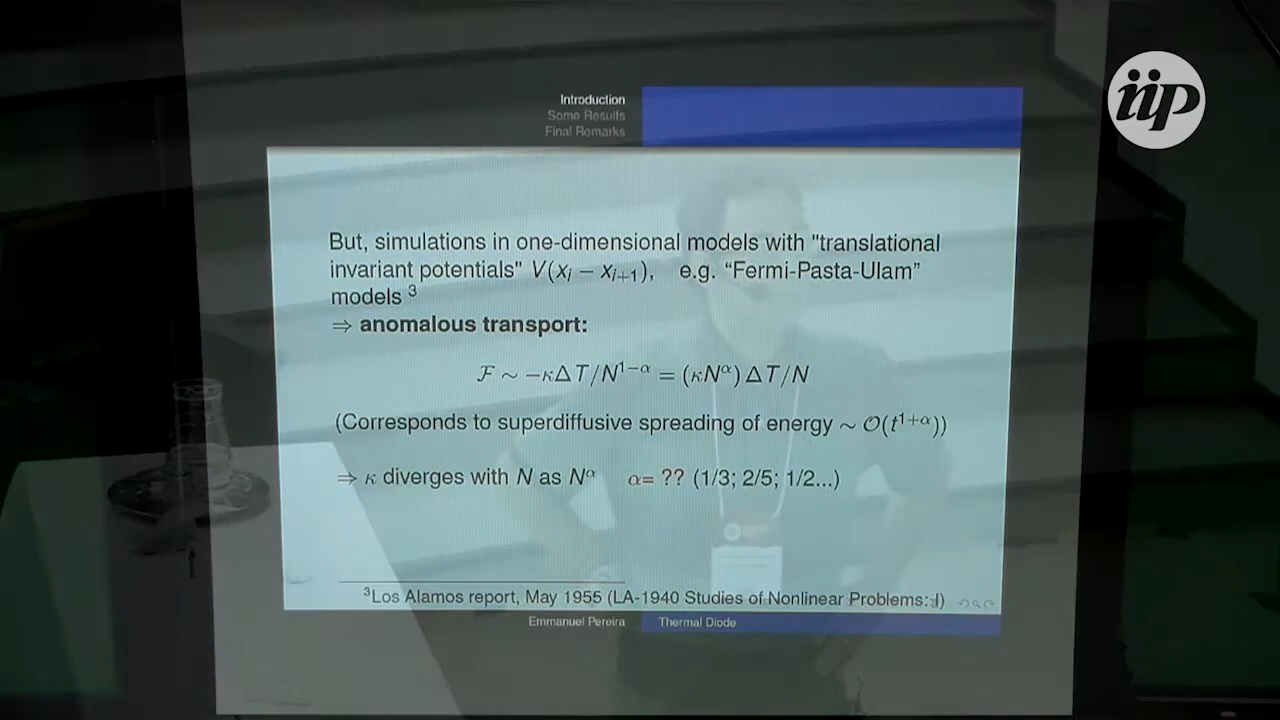 iip
Introduction
Some Results
Final Remarks
But, simulations in one-dimensional models with "translational
invariant potentials" V(x_i − x_{i+1}), e.g. “Fermi-Pasta-Ulam”
models ³
⇒ anomalous transport:
ℱ ∼ −κΔT/N^{1−α} = (κN^α) ΔT/N
(Corresponds to superdiffusive spreading of energy ∼ 𝒪(t^{1+α}))
⇒ κ diverges with N as N^α α= ?? (1/3; 2/5; 1/2...)
³Los Alamos report, May 1955 (LA-1940 Studies of Nonlinear Problems: I)
Emmanuel Pereira Thermal Diode